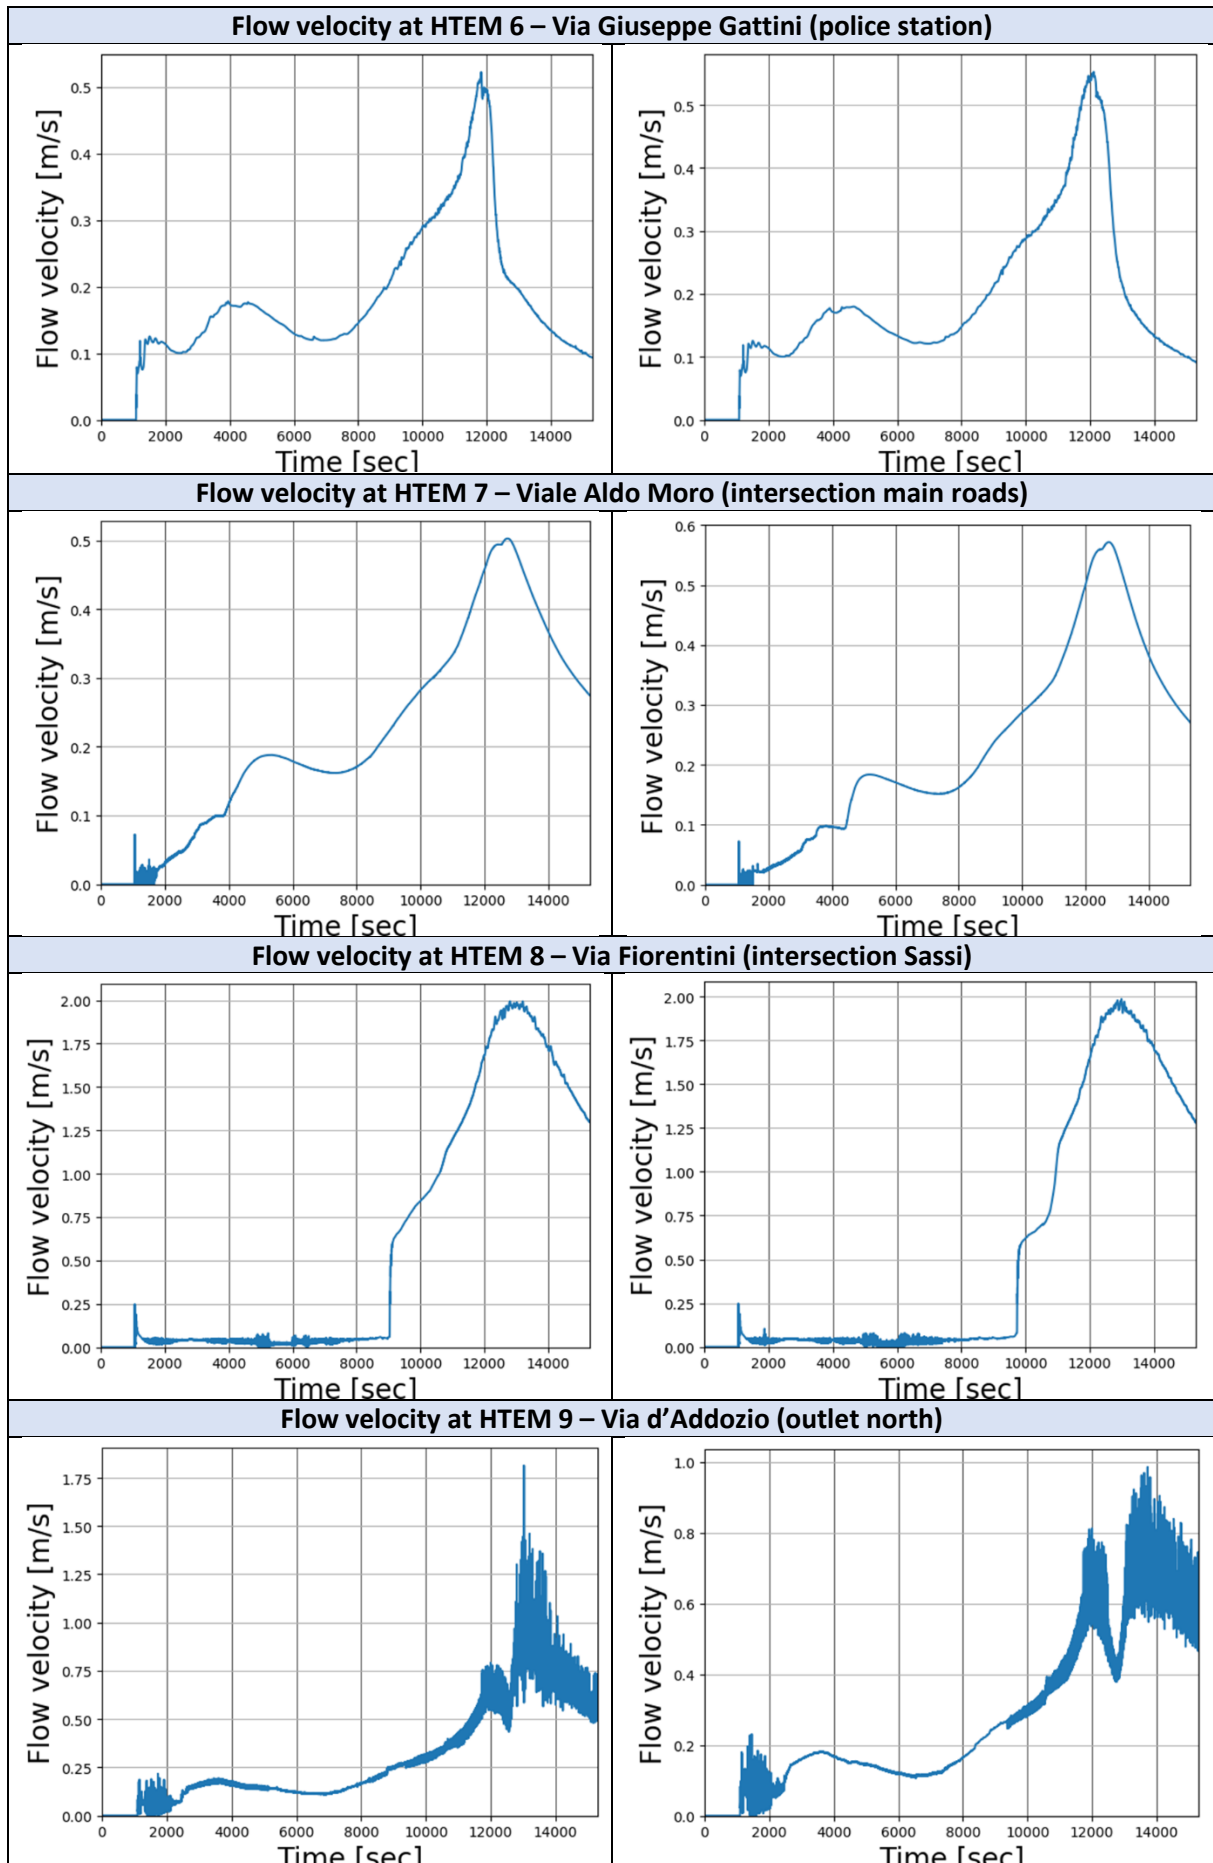 Flow velocity at HTEM 6 – Via Giuseppe Gattini (police station)
Flow velocity [m/s]
0.5
0.4
0.3
0.2
0.1
0.0
0 2000 4000 6000 8000 10000 12000 14000
Time [sec]
Flow velocity [m/s]
0.5
0.4
0.3
0.2
0.1
0.0
0 2000 4000 6000 8000 10000 12000 14000
Time [sec]
Flow velocity at HTEM 7 – Viale Aldo Moro (intersection main roads)
Flow velocity [m/s]
0.5
0.4
0.3
0.2
0.1
0.0
0 2000 4000 6000 8000 10000 12000 14000
Time [sec]
Flow velocity [m/s]
0.6
0.5
0.4
0.3
0.2
0.1
0.0
0 2000 4000 6000 8000 10000 12000 14000
Time [sec]
Flow velocity at HTEM 8 – Via Fiorentini (intersection Sassi)
Flow velocity [m/s]
2.00
1.75
1.50
1.25
1.00
0.75
0.50
0.25
0.00
0 2000 4000 6000 8000 10000 12000 14000
Time [sec]
Flow velocity [m/s]
2.00
1.75
1.50
1.25
1.00
0.75
0.50
0.25
0.00
0 2000 4000 6000 8000 10000 12000 14000
Time [sec]
Flow velocity at HTEM 9 – Via d’Addozio (outlet north)
Flow velocity [m/s]
1.75
1.50
1.25
1.00
0.75
0.50
0.25
0.00
0 2000 4000 6000 8000 10000 12000 14000
Time [sec]
Flow velocity [m/s]
1.0
0.8
0.6
0.4
0.2
0.0
0 2000 4000 6000 8000 10000 12000 14000
Time [sec]